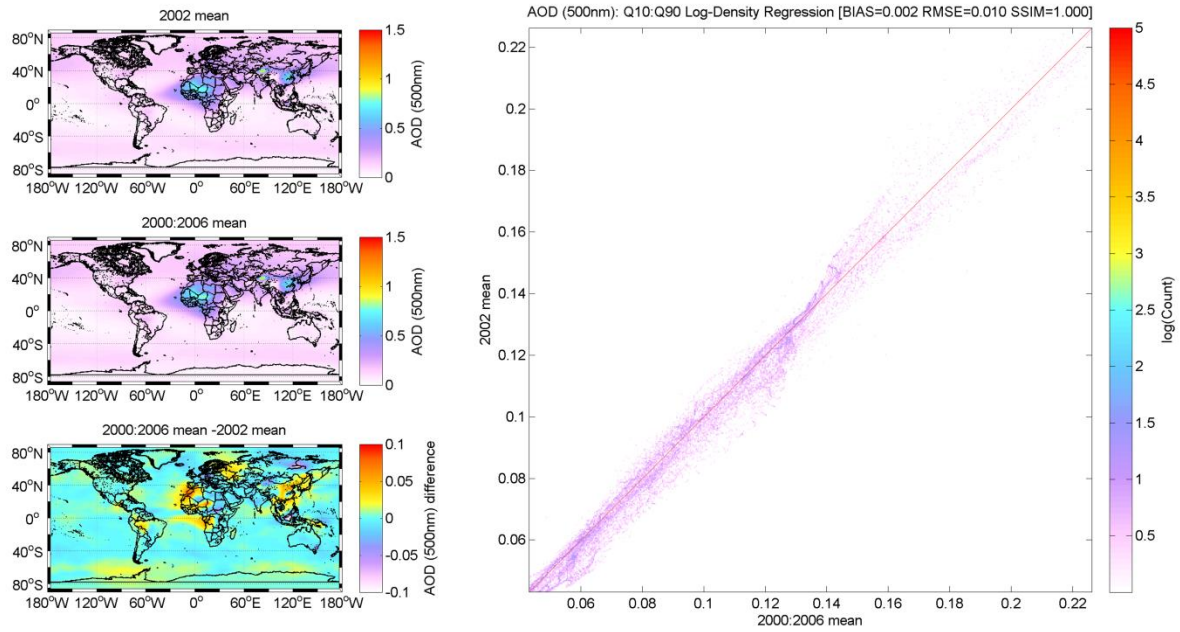 2002 mean
80°N
40°N
0°
40°S
80°S
180°W 120°W 60°W 0° 60°E 120°E 180°W
1.5
1
0.5
0
AOD (500nm)
2000:2006 mean
80°N
40°N
0°
40°S
80°S
180°W 120°W 60°W 0° 60°E 120°E 180°W
1.5
1
0.5
0
AOD (500nm)
2000:2006 mean -2002 mean
80°N
40°N
0°
40°S
80°S
180°W 120°W 60°W 0° 60°E 120°E 180°W
0.1
0.05
0
-0.05
-0.1
AOD (500nm) difference
AOD (500nm): Q10:Q90 Log-Density Regression [BIAS=0.002 RMSE=0.010 SSIM=1.000]
0.22
0.2
0.18
0.16
0.14
0.12
0.1
0.08
0.06
2002 mean
0.06 0.08 0.1 0.12 0.14 0.16 0.18 0.2 0.22
2000:2006 mean
5
4.5
4
3.5
3
2.5
2
1.5
1
0.5
log(Count)